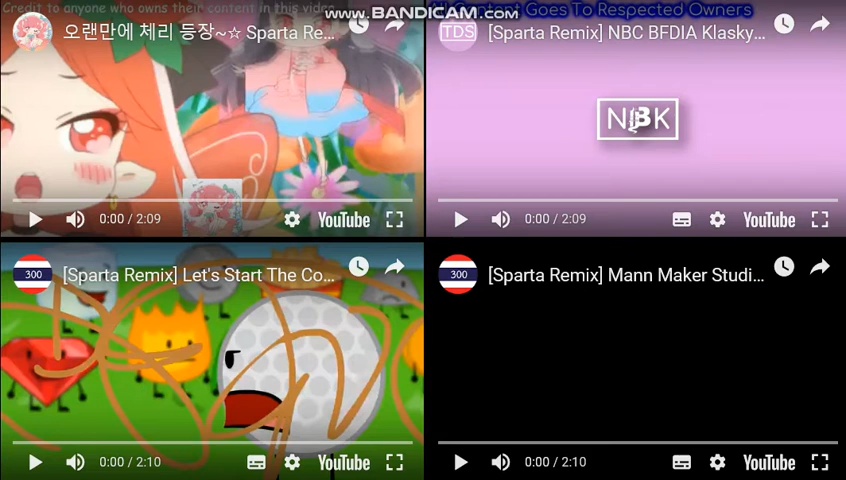 Credit to anyone who owns their content in this video
www.BANDICAM.com
All Content Goes To Respected Owners
오랜만에 체리 등장~☆ Sparta Re...
TDS
[Sparta Remix] NBC BFDIA Klasky...
0:00 / 2:09
YouTube
0:00 / 2:09
YouTube
300
[Sparta Remix] Let's Start The Co...
300
[Sparta Remix] Mann Maker Studi...
0:00 / 2:10
YouTube
0:00 / 2:10
YouTube